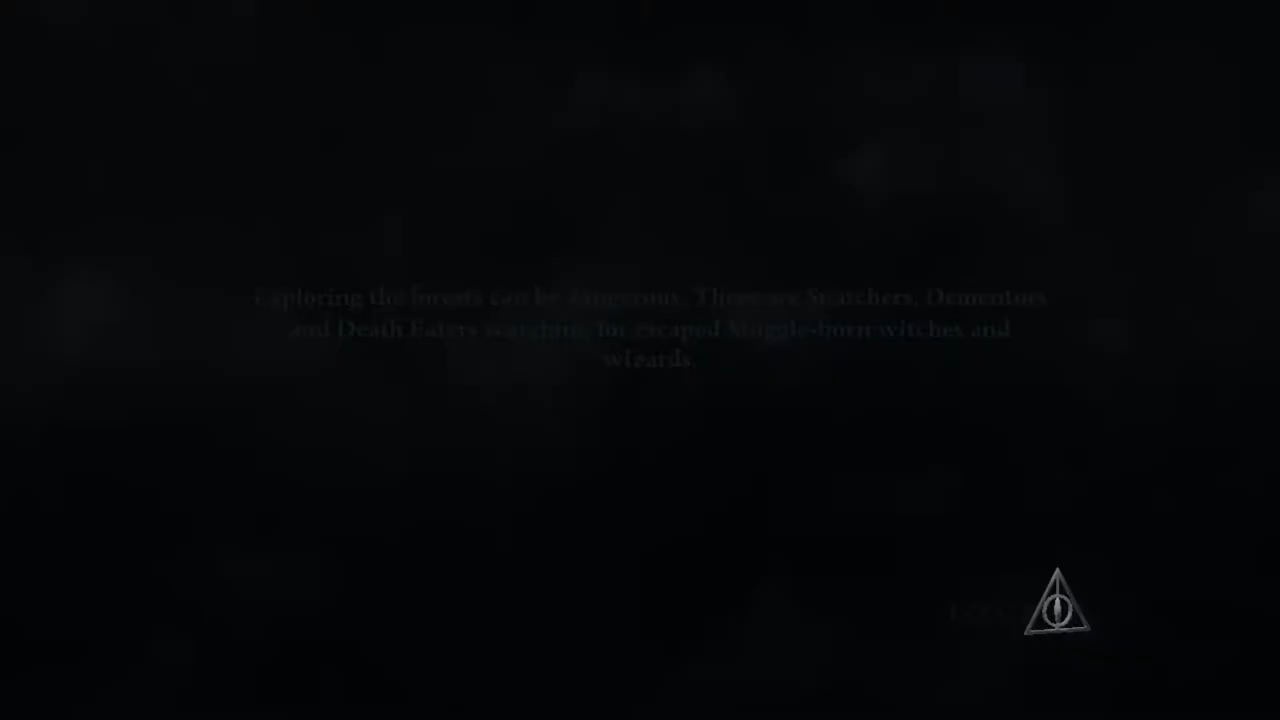 Exploring the forests can be dangerous. There are Snatchers, Dementors
and Death Eaters searching for escaped Muggle-born witches and
wizards.